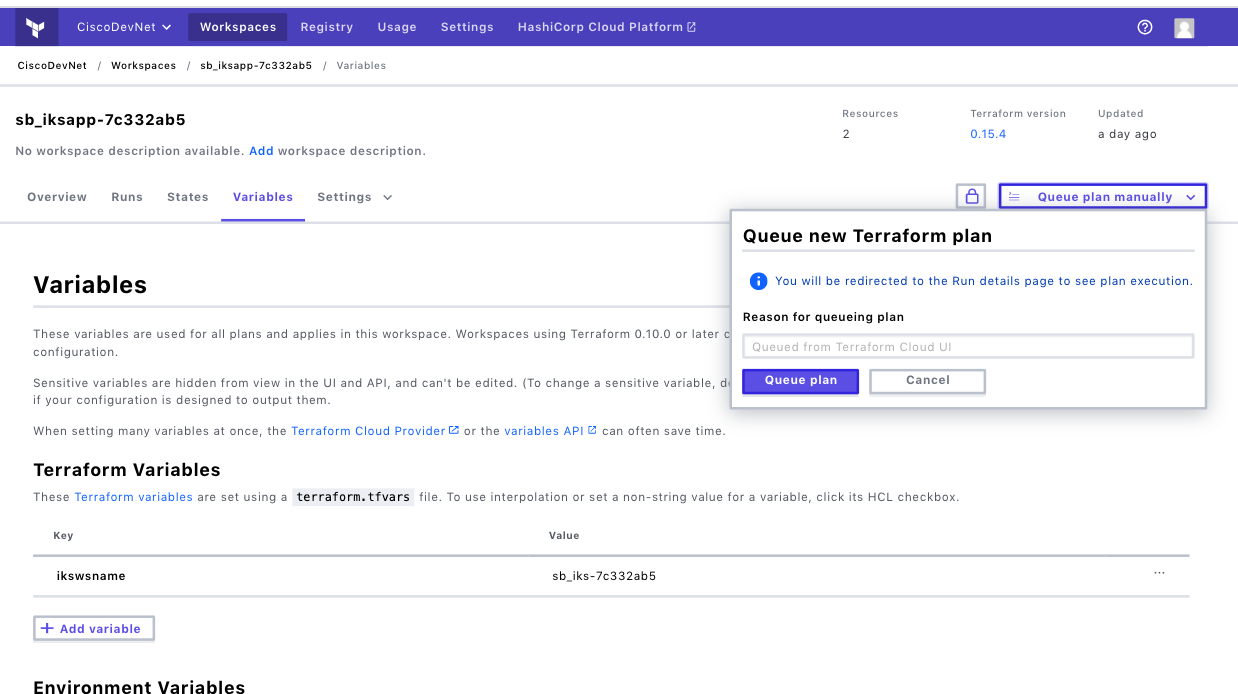 CiscoDevNet Workspaces Registry Usage Settings HashiCorp Cloud Platform
CiscoDevNet / Workspaces / sb_iksapp-7c332ab5 / Variables
sb_iksapp-7c332ab5
No workspace description available. Add workspace description.
Resources
2
Terraform version
0.15.4
Updated
a day ago
Overview Runs States Variables Settings
Queue plan manually
Queue new Terraform plan
You will be redirected to the Run details page to see plan execution.
Reason for queueing plan
Queued from Terraform Cloud UI
Queue plan Cancel
Variables
These variables are used for all plans and applies in this workspace. Workspaces using Terraform 0.10.0 or later
configuration.
Sensitive variables are hidden from view in the UI and API, and can't be edited. (To change a sensitive variable,
if your configuration is designed to output them.
When setting many variables at once, the Terraform Cloud Provider or the variables API can often save time.
Terraform Variables
These Terraform variables are set using a terraform.tfvars file. To use interpolation or set a non-string value for a variable, click its HCL checkbox.
Key Value
ikswsname sb_iks-7c332ab5 ...
+ Add variable
Environment Variables